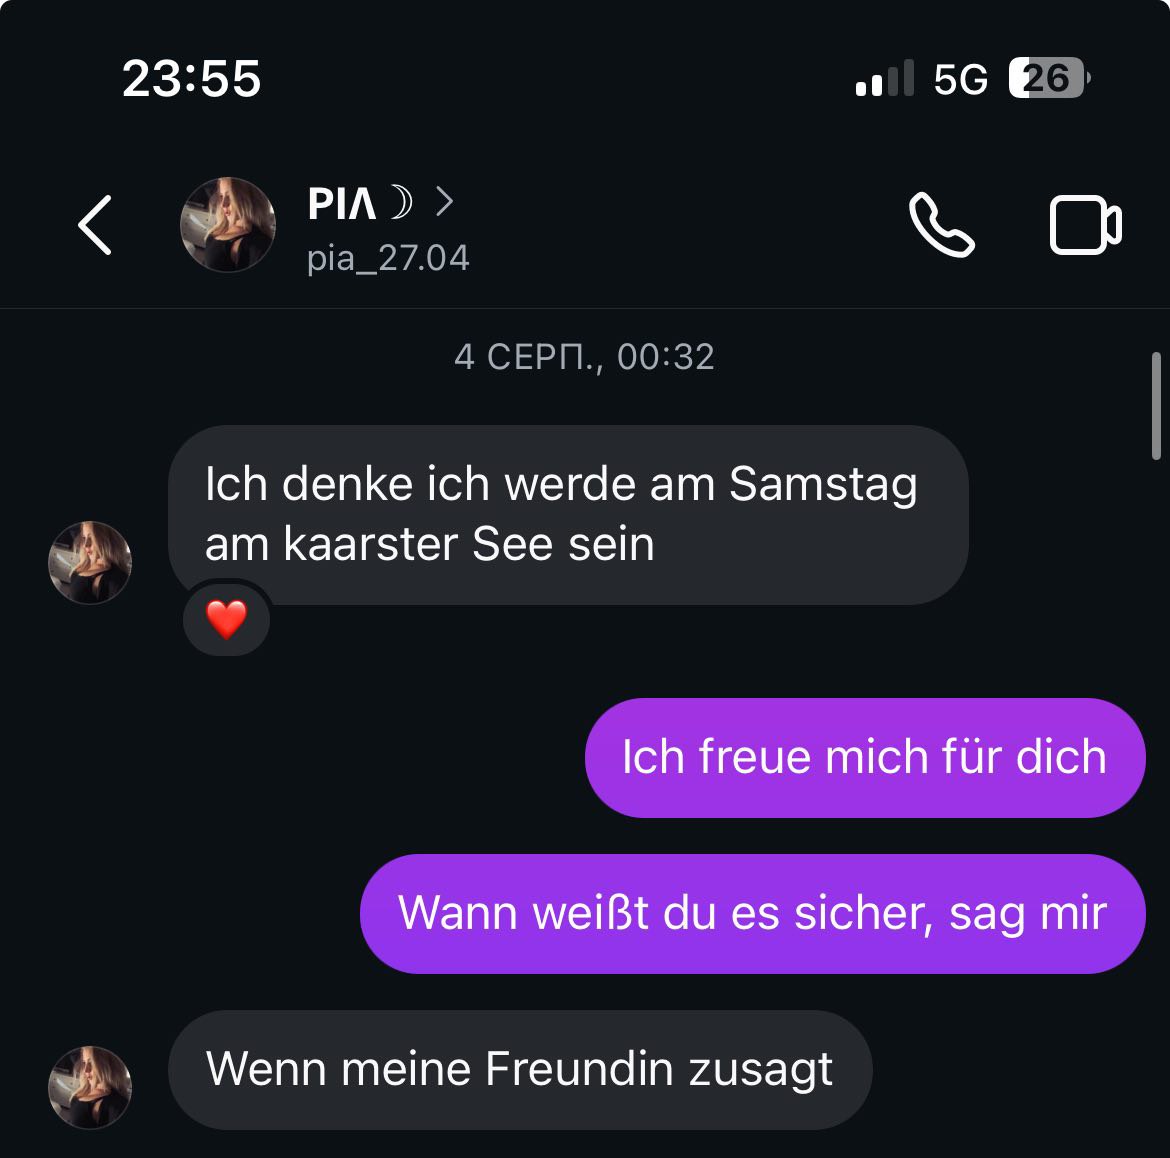 23:55
5G 26
PIΛ☽
pia_27.04
4 СЕРП., 00:32
Ich denke ich werde am Samstag
am kaarster See sein
❤️
Ich freue mich für dich
Wann weißt du es sicher, sag mir
Wenn meine Freundin zusagt